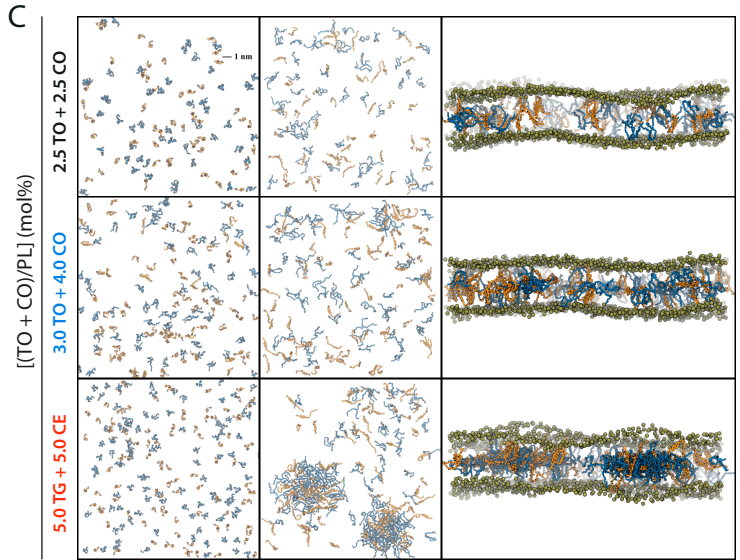 C
[(TO + CO)/PL] (mol%)
2.5 TO + 2.5 CO
1 nm
3.0 TO + 4.0 CO
5.0 TG + 5.0 CE